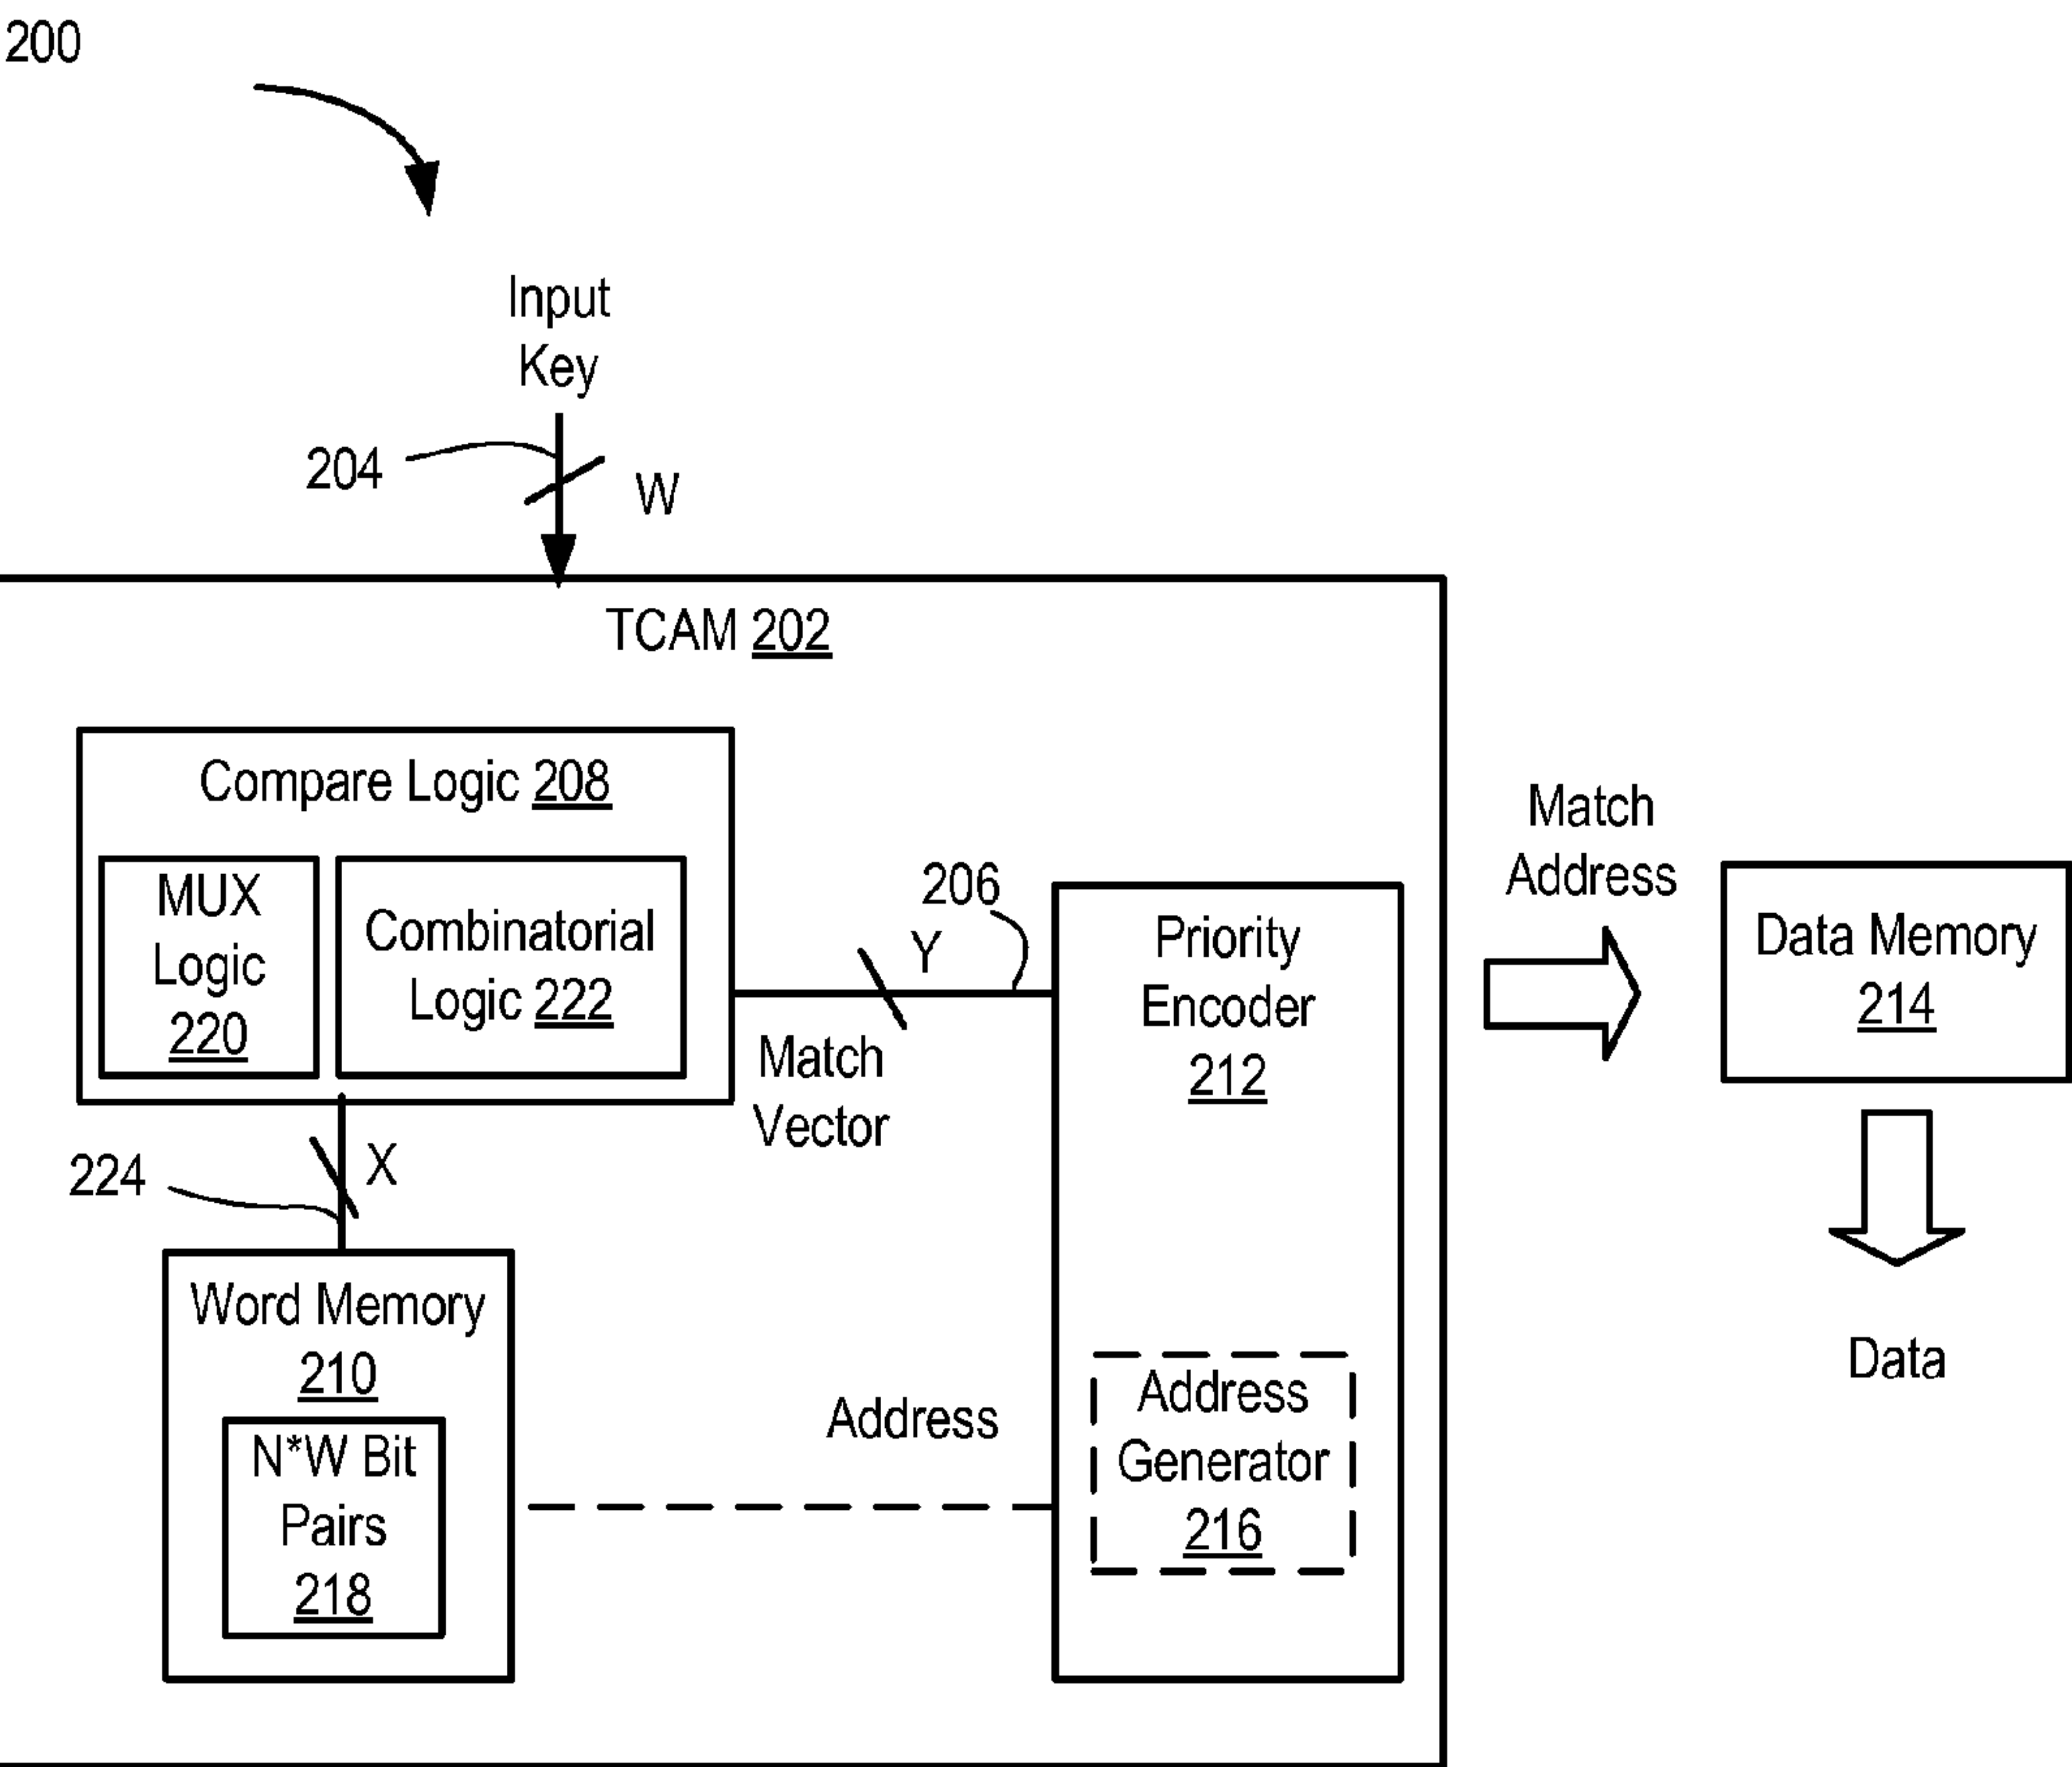 200
Input
Key
204
W
TCAM 202
Compare Logic 208
MUX
Logic
220
Combinatorial
Logic 222
206
Y
Match
Vector
Priority
Encoder
212
Match
Address
Data Memory
214
224
X
Word Memory
210
N*W Bit
Pairs
218
Address
Address
Generator
216
Data